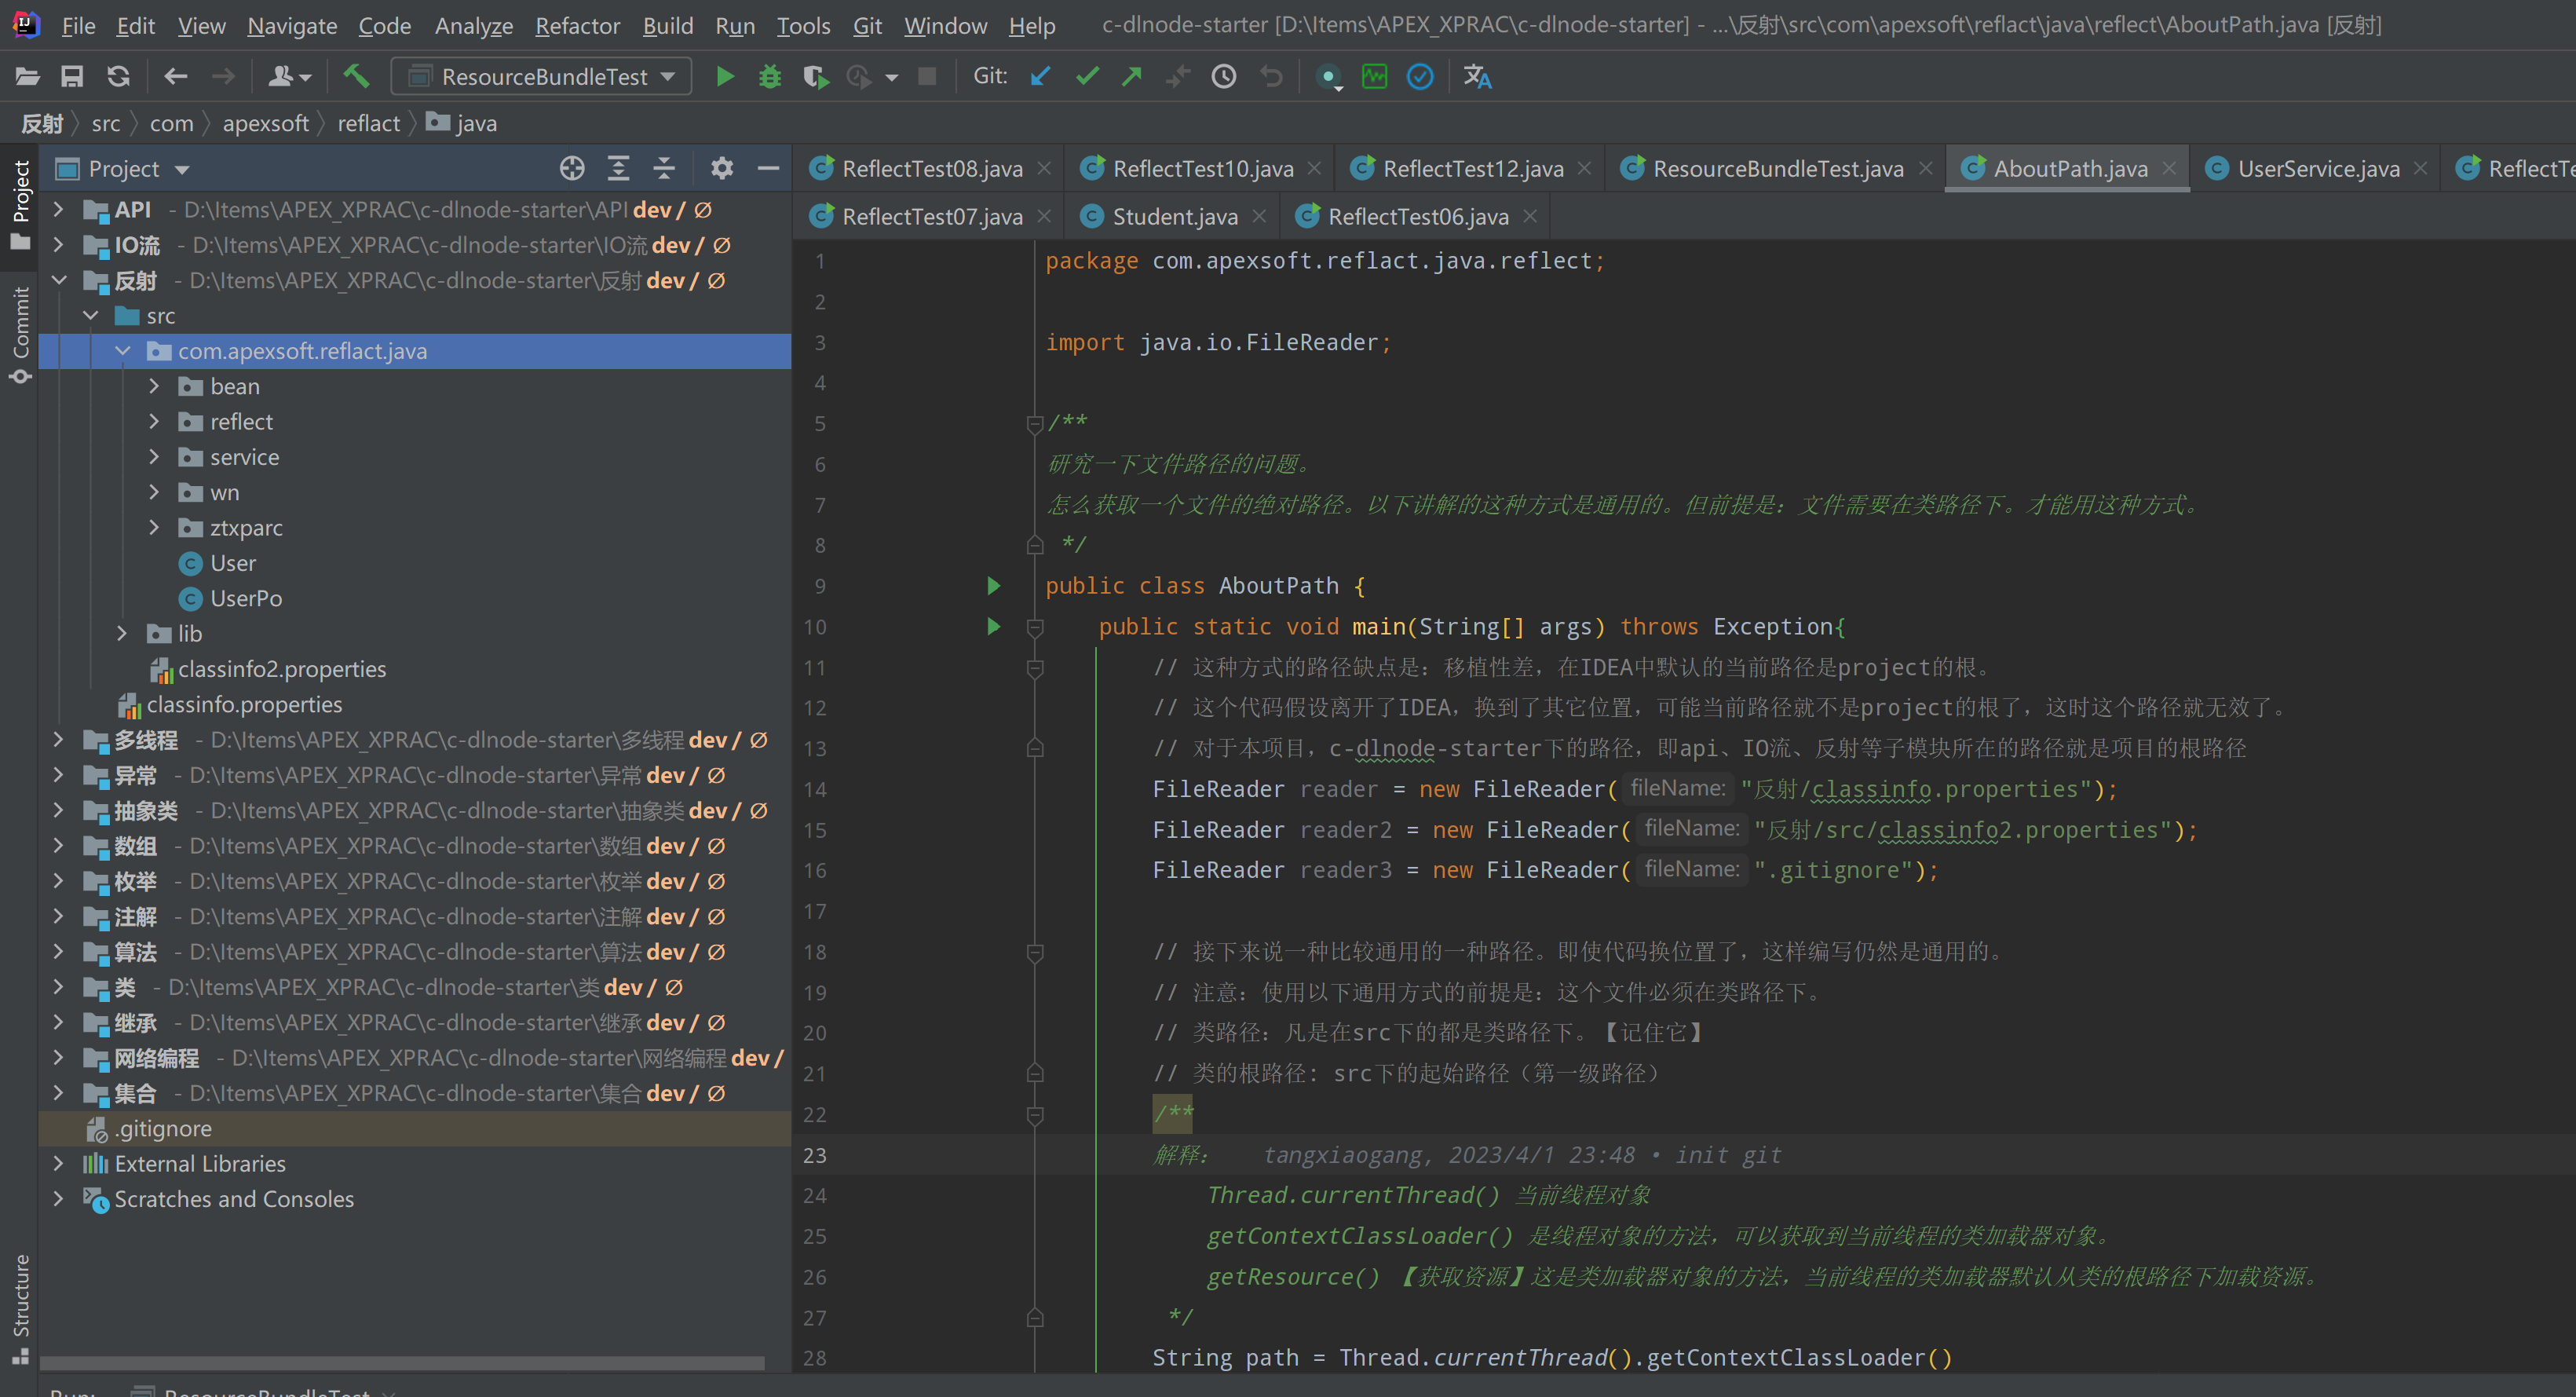 File Edit View Navigate Code Analyze Refactor Build Run Tools Git Window Help c-dlnode-starter [D:\Items\APEX_XPRAC\c-dlnode-starter] - ...\反射\src\com\apexsoft\reflact\java\reflect\AboutPath.java [反射]
ResourceBundleTest Git:
反射 src com apexsoft reflact java
Project
Commit
Structure
Project
API - D:\Items\APEX_XPRAC\c-dlnode-starter\API dev / ∅
IO流 - D:\Items\APEX_XPRAC\c-dlnode-starter\IO流 dev / ∅
反射 - D:\Items\APEX_XPRAC\c-dlnode-starter\反射 dev / ∅
src
com.apexsoft.reflact.java
bean
reflect
service
wn
ztxparc
User
UserPo
lib
classinfo2.properties
classinfo.properties
多线程 - D:\Items\APEX_XPRAC\c-dlnode-starter\多线程 dev / ∅
异常 - D:\Items\APEX_XPRAC\c-dlnode-starter\异常 dev / ∅
抽象类 - D:\Items\APEX_XPRAC\c-dlnode-starter\抽象类 dev / ∅
数组 - D:\Items\APEX_XPRAC\c-dlnode-starter\数组 dev / ∅
枚举 - D:\Items\APEX_XPRAC\c-dlnode-starter\枚举 dev / ∅
注解 - D:\Items\APEX_XPRAC\c-dlnode-starter\注解 dev / ∅
算法 - D:\Items\APEX_XPRAC\c-dlnode-starter\算法 dev / ∅
类 - D:\Items\APEX_XPRAC\c-dlnode-starter\类 dev / ∅
继承 - D:\Items\APEX_XPRAC\c-dlnode-starter\继承 dev / ∅
网络编程 - D:\Items\APEX_XPRAC\c-dlnode-starter\网络编程 dev /
集合 - D:\Items\APEX_XPRAC\c-dlnode-starter\集合 dev / ∅
.gitignore
External Libraries
Scratches and Consoles
ReflectTest08.java ReflectTest10.java ReflectTest12.java ResourceBundleTest.java AboutPath.java UserService.java ReflectTe
ReflectTest07.java Student.java ReflectTest06.java
1 package com.apexsoft.reflact.java.reflect;
2
3 import java.io.FileReader;
4
5 /**
6 研究一下文件路径的问题。
7 怎么获取一个文件的绝对路径。以下讲解的这种方式是通用的。但前提是：文件需要在类路径下。才能用这种方式。
8 */
9 public class AboutPath {
10 public static void main(String[] args) throws Exception{
11 // 这种方式的路径缺点是：移植性差，在IDEA中默认的当前路径是project的根。
12 // 这个代码假设离开了IDEA，换到了其它位置，可能当前路径就不是project的根了，这时这个路径就无效了。
13 // 对于本项目，c-dlnode-starter下的路径，即api、IO流、反射等子模块所在的路径就是项目的根路径
14 FileReader reader = new FileReader( fileName: "反射/classinfo.properties");
15 FileReader reader2 = new FileReader( fileName: "反射/src/classinfo2.properties");
16 FileReader reader3 = new FileReader( fileName: ".gitignore");
17
18 // 接下来说一种比较通用的一种路径。即使代码换位置了，这样编写仍然是通用的。
19 // 注意：使用以下通用方式的前提是：这个文件必须在类路径下。
20 // 类路径：凡是在src下的都是类路径下。【记住它】
21 // 类的根路径: src下的起始路径（第一级路径）
22 /**
23 解释： tangxiaogang, 2023/4/1 23:48 • init git
24 Thread.currentThread() 当前线程对象
25 getContextClassLoader() 是线程对象的方法，可以获取到当前线程的类加载器对象。
26 getResource() 【获取资源】这是类加载器对象的方法，当前线程的类加载器默认从类的根路径下加载资源。
27 */
28 String path = Thread.currentThread().getContextClassLoader()
Run: ResourceBundleTest